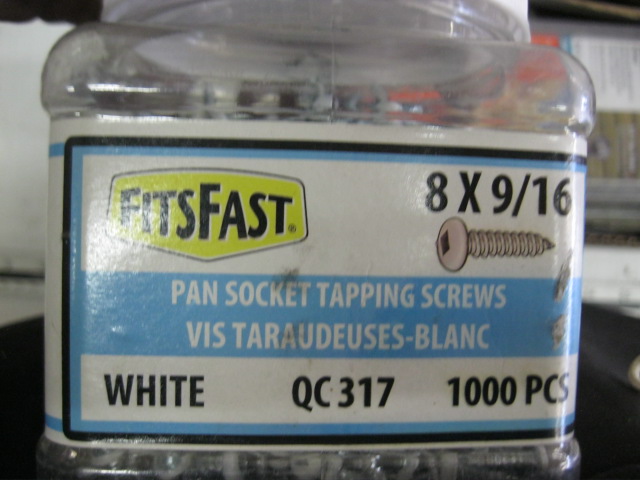 FITSFAST®
8 X 9/16
PAN SOCKET TAPPING SCREWS
VIS TARAUDEUSES-BLANC
WHITE QC 317 1000 PCS